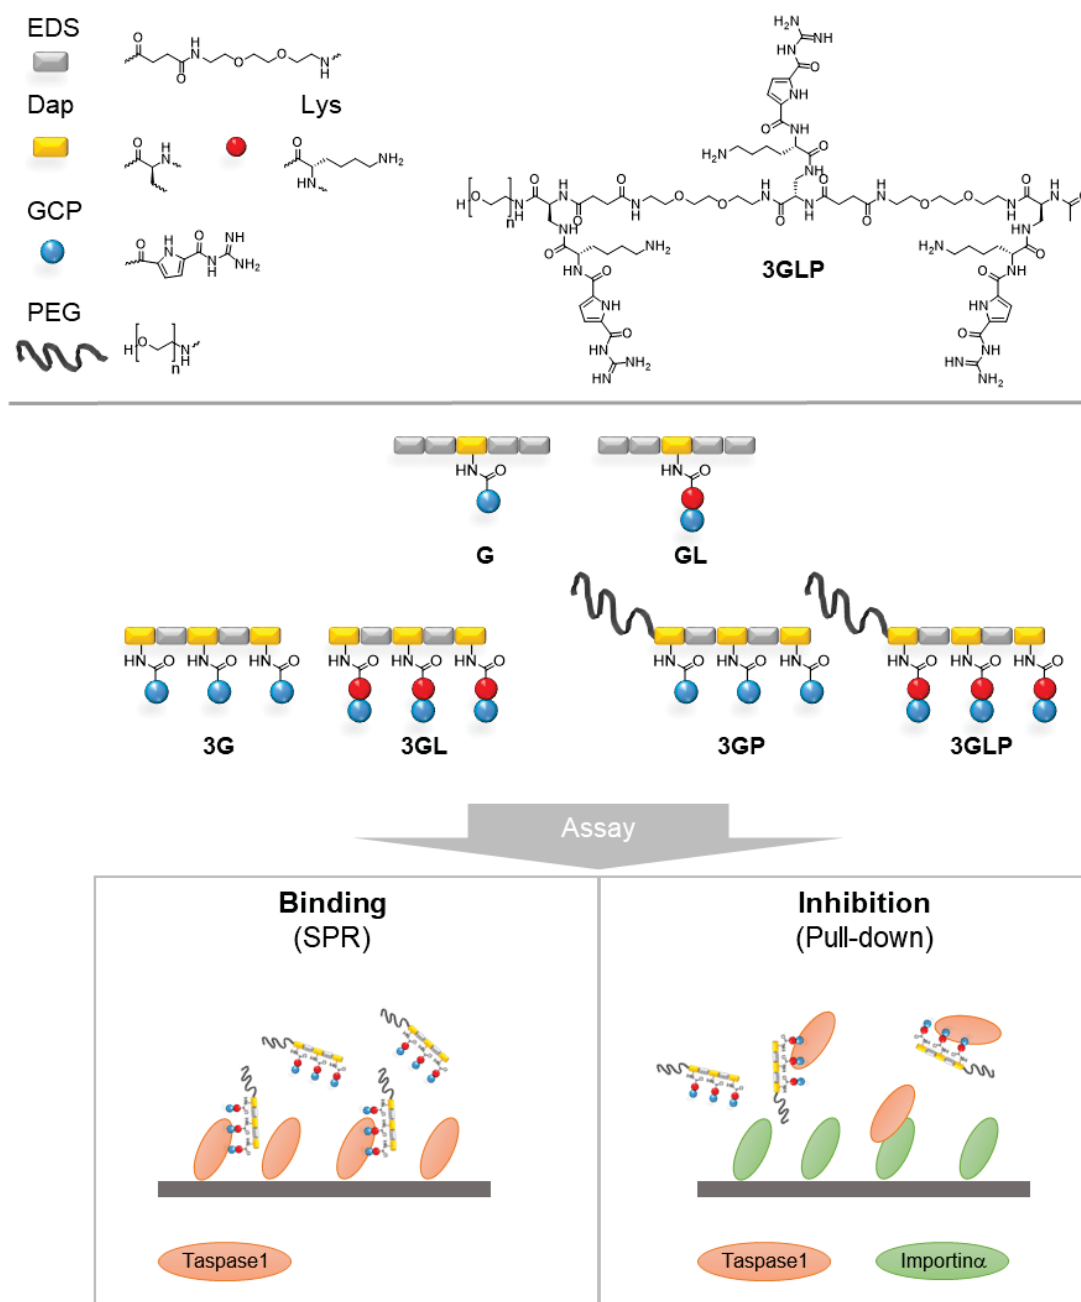 EDS
Dap
Lys
GCP
PEG
3GLP
G
GL
3G
3GL
3GP
3GLP
Assay
Binding
(SPR)
Inhibition
(Pull-down)
Taspase1
Taspase1
Importinα